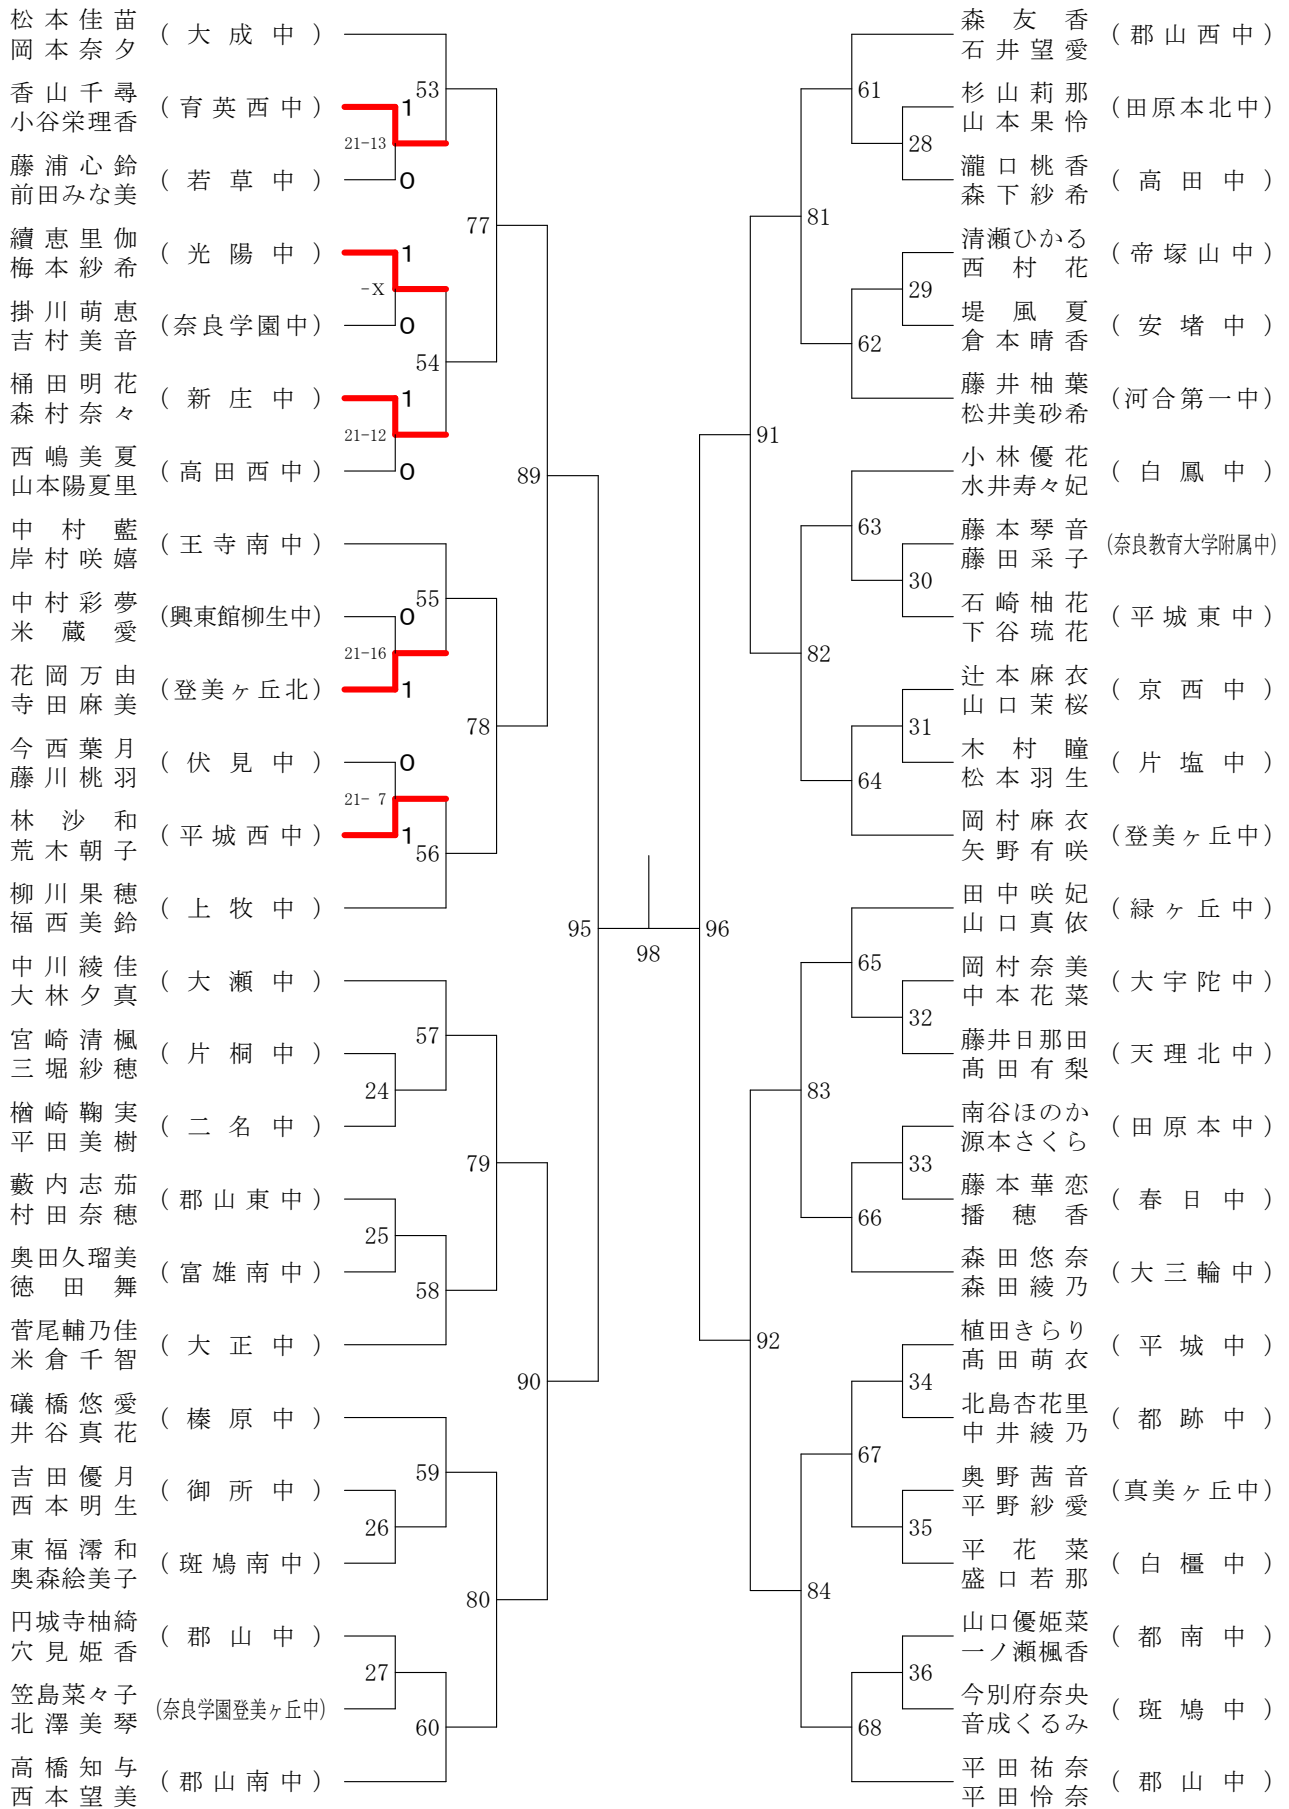 松本佳苗
岡本奈夕
(大成中)
53
香山千尋
小谷栄理香
(育英西中)
1
21-13
藤浦心鈴
前田みな美
(若草中)
0
77
續恵里伽
梅本紗希
(光陽中)
1
-X
掛川萌恵
吉村美音
(奈良学園中)
0
54
桶田明花
森村奈々
(新庄中)
1
21-12
西嶋美夏
山本陽夏里
(高田西中)
0
89
中村藍
岸村咲嬉
(王寺南中)
55
中村彩夢
米蔵愛
(興東館柳生中)
0
21-16
花岡万由
寺田麻美
(登美ヶ丘北)
1
78
今西葉月
藤川桃羽
(伏見中)
0
21- 7
林沙和
荒木朝子
(平城西中)
1
56
柳川果穂
福西美鈴
(上牧中)
95
中川綾佳
大林夕真
(大瀬中)
57
宮崎清楓
三堀紗穂
(片桐中)
24
楢崎鞠実
平田美樹
(二名中)
79
藪内志茄
村田奈穂
(郡山東中)
25
奥田久瑠美
徳田舞
(富雄南中)
58
菅尾輔乃佳
米倉千智
(大正中)
90
礒橋悠愛
井谷真花
(榛原中)
59
吉田優月
西本明生
(御所中)
26
東福澪和
奥森絵美子
(斑鳩南中)
80
円城寺柚綺
穴見姫香
(郡山中)
27
笠島菜々子
北澤美琴
(奈良学園登美ヶ丘中)
60
高橋知与
西本望美
(郡山南中)
98
森友香
石井望愛
(郡山西中)
61
杉山莉那
山本果怜
(田原本北中)
28
瀧口桃香
森下紗希
(高田中)
81
清瀬ひかる
西村花
(帝塚山中)
29
堤風夏
倉本晴香
(安堵中)
62
藤井柚葉
松井美砂希
(河合第一中)
91
小林優花
水井寿々妃
(白鳳中)
63
藤本琴音
藤田采子
(奈良教育大学附属中)
30
石崎柚花
下谷琉花
(平城東中)
82
辻本麻衣
山口茉桜
(京西中)
31
木村瞳
松本羽生
(片塩中)
64
岡村麻衣
矢野有咲
(登美ヶ丘中)
96
田中咲妃
山口真依
(緑ヶ丘中)
65
岡村奈美
中本花菜
(大宇陀中)
32
藤井日那田
髙田有梨
(天理北中)
83
南谷ほのか
源本さくら
(田原本中)
33
藤本華恋
播穂香
(春日中)
66
森田悠奈
森田綾乃
(大三輪中)
92
植田きらり
髙田萌衣
(平城中)
34
北島杏花里
中井綾乃
(都跡中)
67
奥野茜音
平野紗愛
(真美ヶ丘中)
35
平花菜
盛口若那
(白橿中)
84
山口優姫菜
一ノ瀬楓香
(都南中)
36
今別府奈央
音成くるみ
(斑鳩中)
68
平田祐奈
平田怜奈
(郡山中)